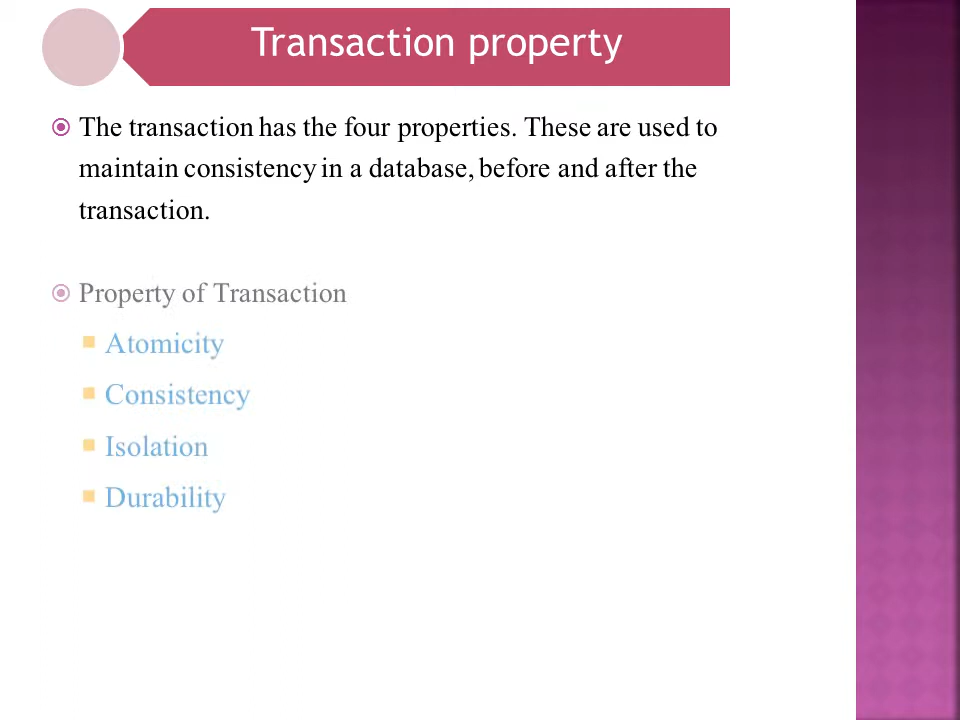 Transaction property
The transaction has the four properties. These are used to
maintain consistency in a database, before and after the
transaction.
Property of Transaction
Atomicity
Consistency
Isolation
Durability